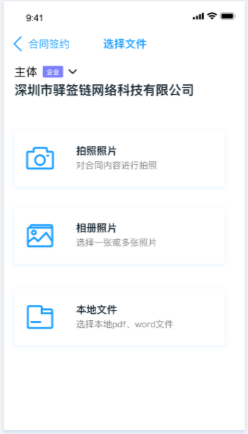 9:41
合同签约
选择文件
主体 企业
深圳市驿签链网络科技有限公司
拍照照片
对合同内容进行拍照
相册照片
选择一张或多张照片
本地文件
选择本地pdf、word文件